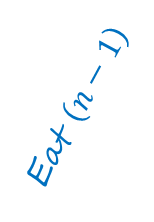 Eat (n − 1)